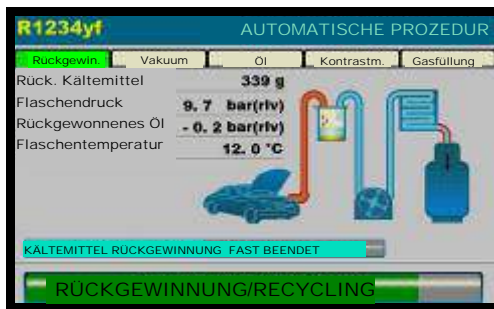 R1234yf AUTOMATISCHE PROZEDUR
Rückgewin. Vakuum Öl Kontrastm. Gasfüllung
Rück. Kältemittel 339 g
Flaschendruck 9. 7 bar(rlv)
Rückgewonnenes Öl - 0. 2 bar(rlv)
Flaschentemperatur 12. 0 °C
KÄLTEMITTEL RÜCKGEWINNUNG FAST BEENDET
RÜCKGEWINNUNG/RECYCLING